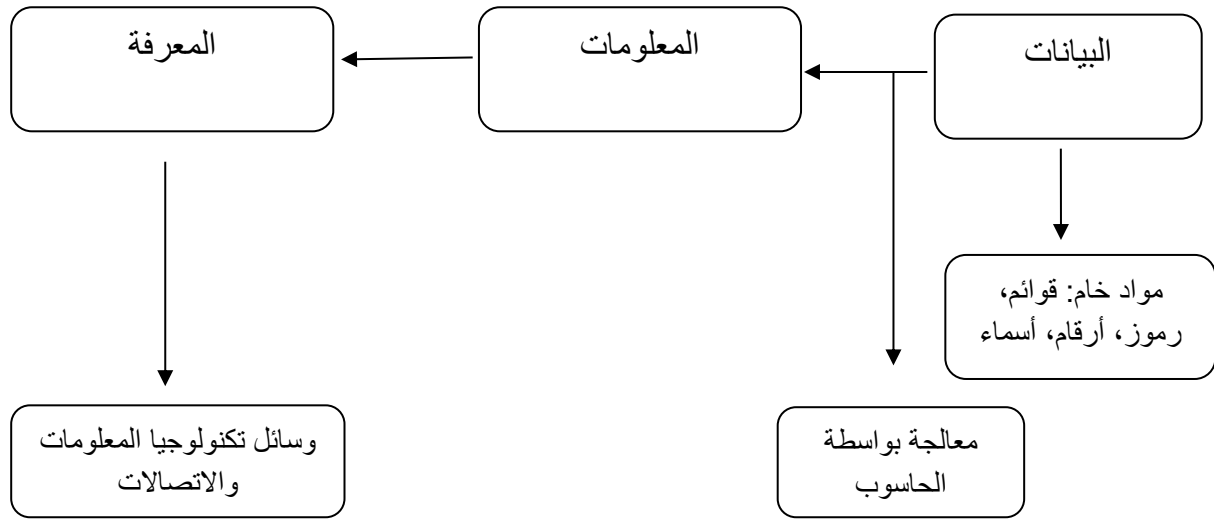 البيانات
المعلومات
المعرفة
مواد خام: قوائم،
رموز، أرقام، أسماء
معالجة بواسطة
الحاسوب
وسائل تكنولوجيا المعلومات
والاتصالات